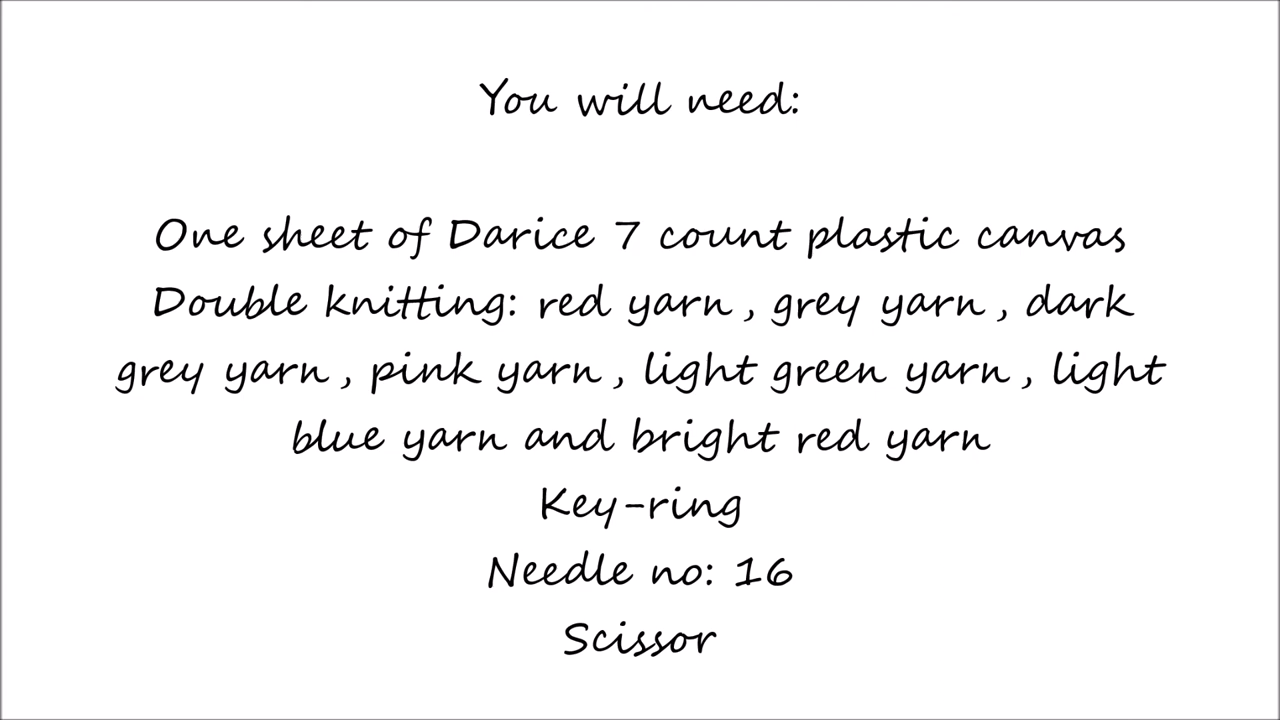 You will need:
One sheet of Darice 7 count plastic canvas
Double knitting: red yarn , grey yarn , dark
grey yarn , pink yarn , light green yarn , light
blue yarn and bright red yarn
Key-ring
Needle no: 16
Scissor